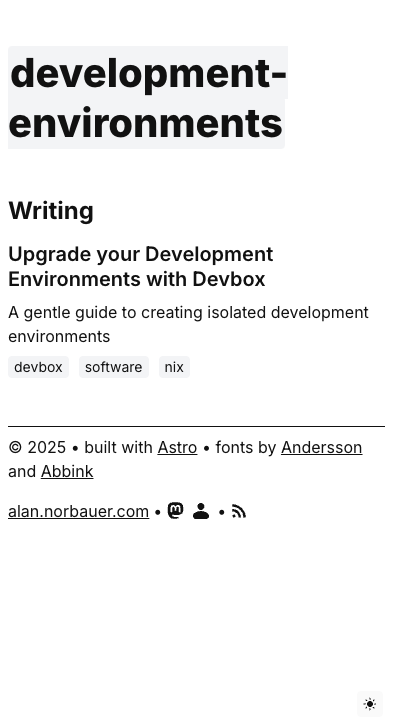 development-
environments
Writing
Upgrade your Development
Environments with Devbox
A gentle guide to creating isolated development
environments
devbox software nix
© 2025 • built with Astro • fonts by Andersson
and Abbink
alan.norbauer.com • •